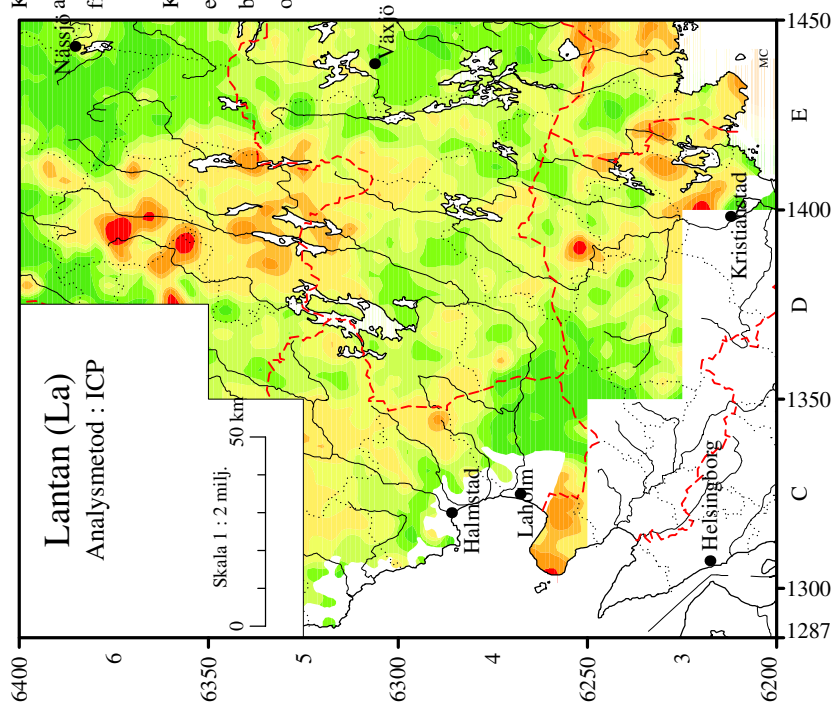 Lantan (La)
Analysmetod : ICP
Skala 1 : 2 milj.
0
50 km
Nässjö
Växjö
Halmstad
Laholm
Kristianstad
Helsingborg
MC
6400
6
6350
5
6300
4
6250
3
6200
1287
1300
C
1350
D
1400
E
1450